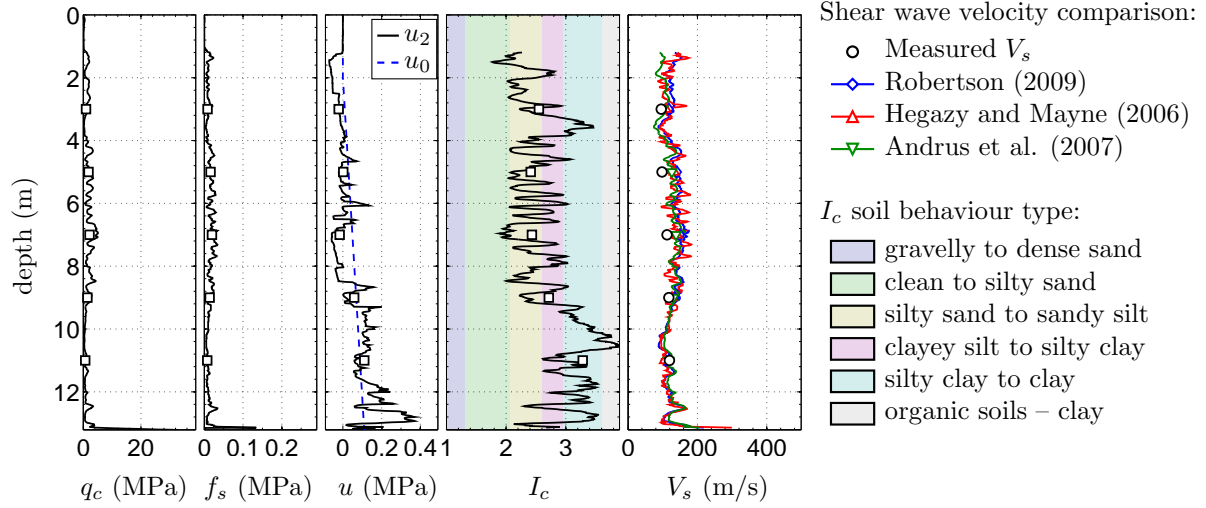 0
2
4
6
8
10
12
depth (m)
0 20
q_c (MPa)
0 0.1 0.2
f_s (MPa)
u_2
u_0
0 0.2 0.4
u (MPa)
1 2 3
I_c
0 200 400
V_s (m/s)
Shear wave velocity comparison:
Measured V_s
Robertson (2009)
Hegazy and Mayne (2006)
Andrus et al. (2007)
I_c soil behaviour type:
gravelly to dense sand
clean to silty sand
silty sand to sandy silt
clayey silt to silty clay
silty clay to clay
organic soils – clay